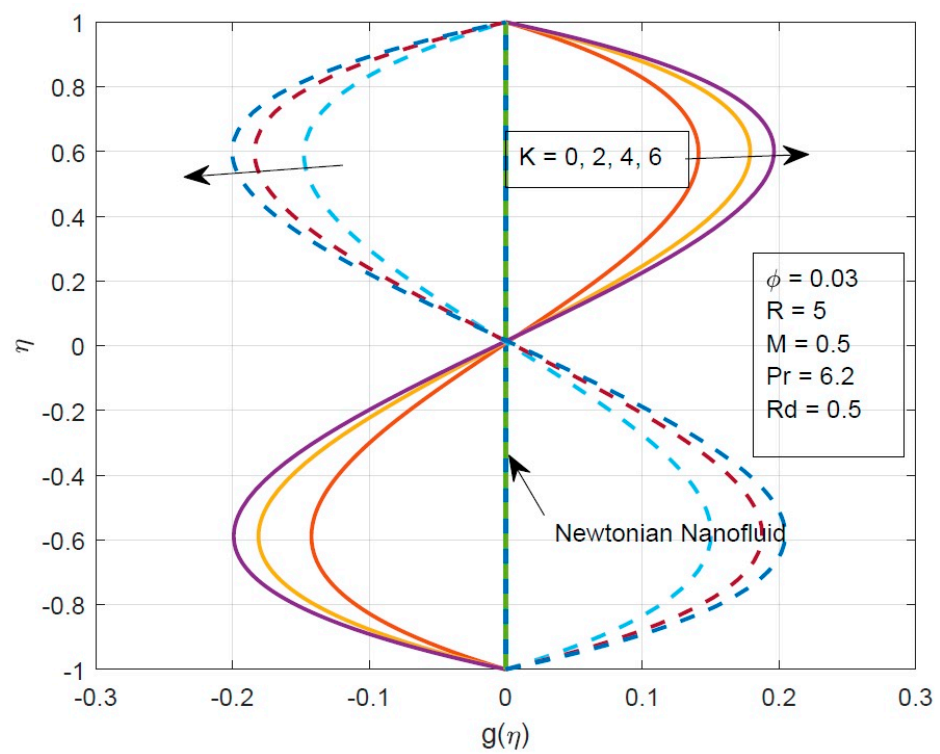 1
0.8
0.6
0.4
0.2
0
-0.2
-0.4
-0.6
-0.8
-1
η
K = 0, 2, 4, 6
ϕ = 0.03
R = 5
M = 0.5
Pr = 6.2
Rd = 0.5
Newtonian Nanofluid
-0.3 -0.2 -0.1 0 0.1 0.2 0.3
g(η)